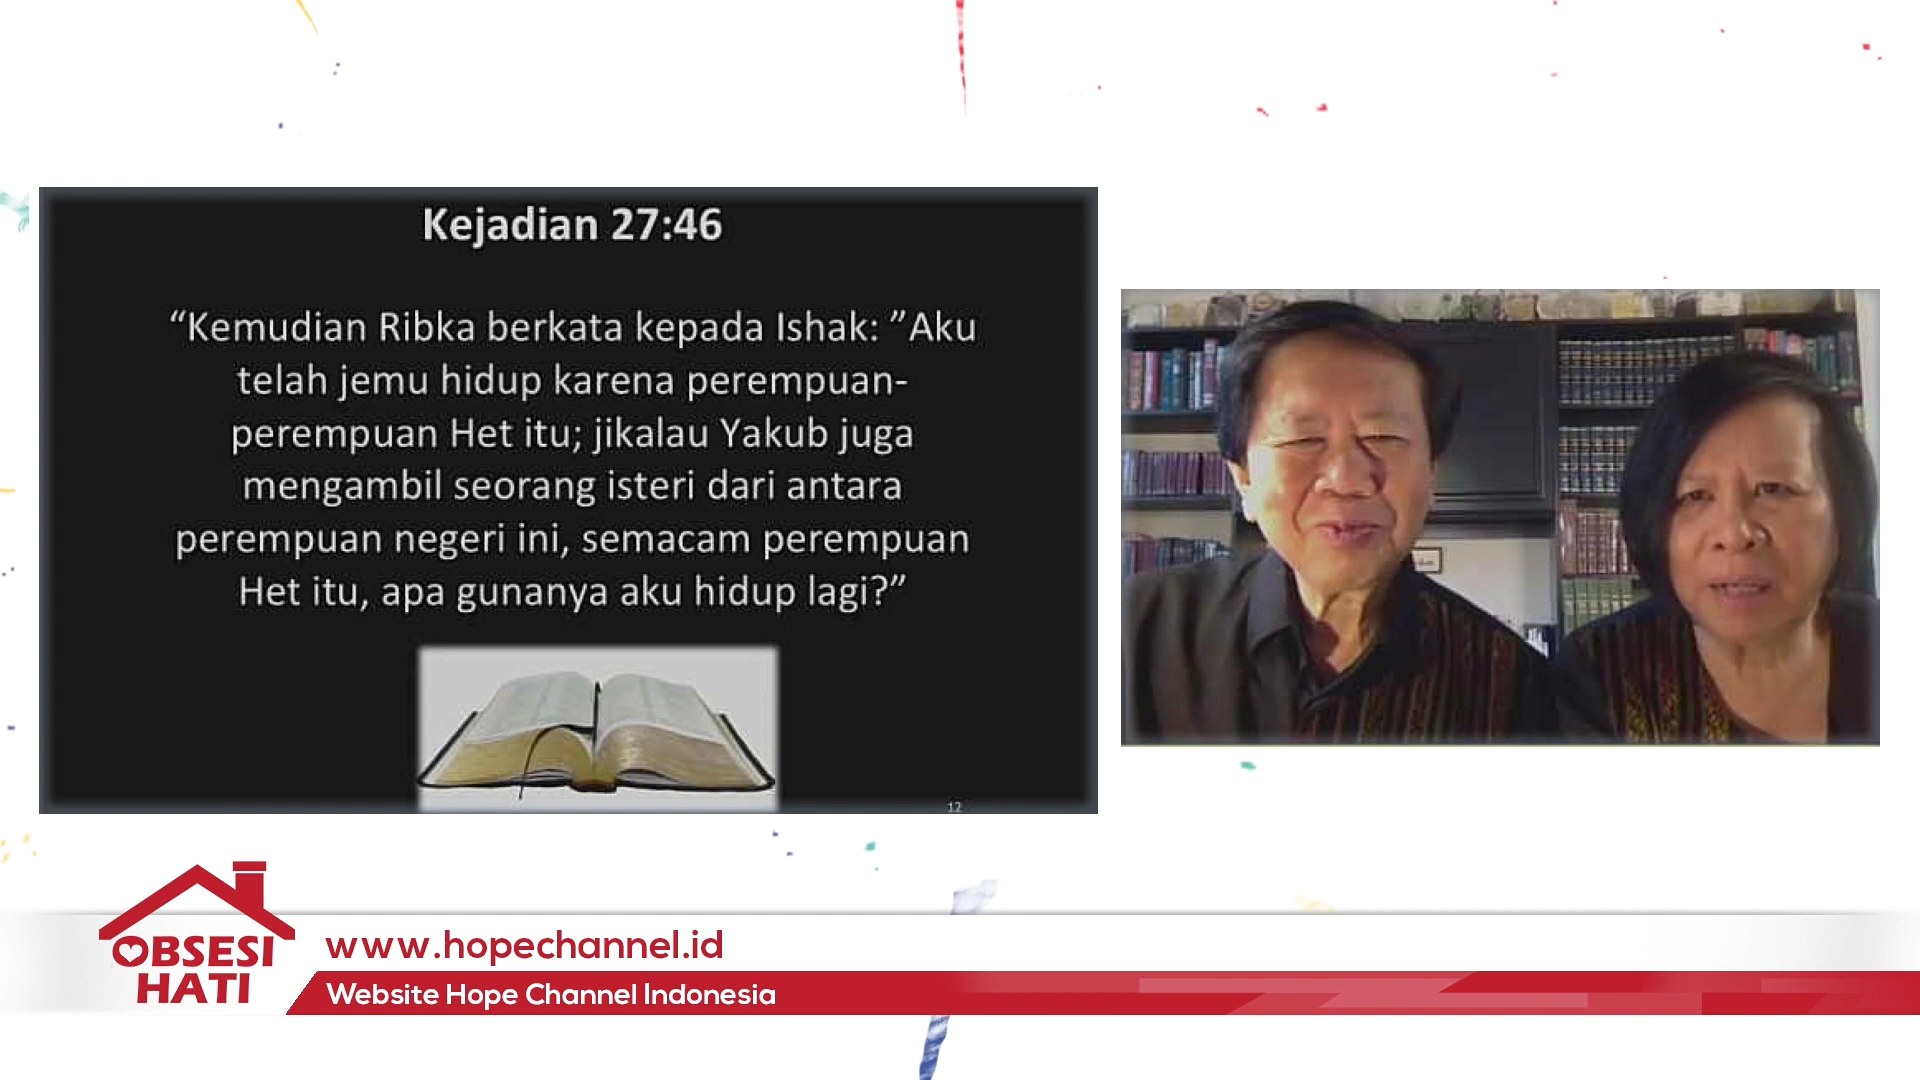 Kejadian 27:46
“Kemudian Ribka berkata kepada Ishak: ”Aku
telah jemu hidup karena perempuan-
perempuan Het itu; jikalau Yakub juga
mengambil seorang isteri dari antara
perempuan negeri ini, semacam perempuan
Het itu, apa gunanya aku hidup lagi?”
12
OBSESI
HATI
www.hopechannel.id
Website Hope Channel Indonesia